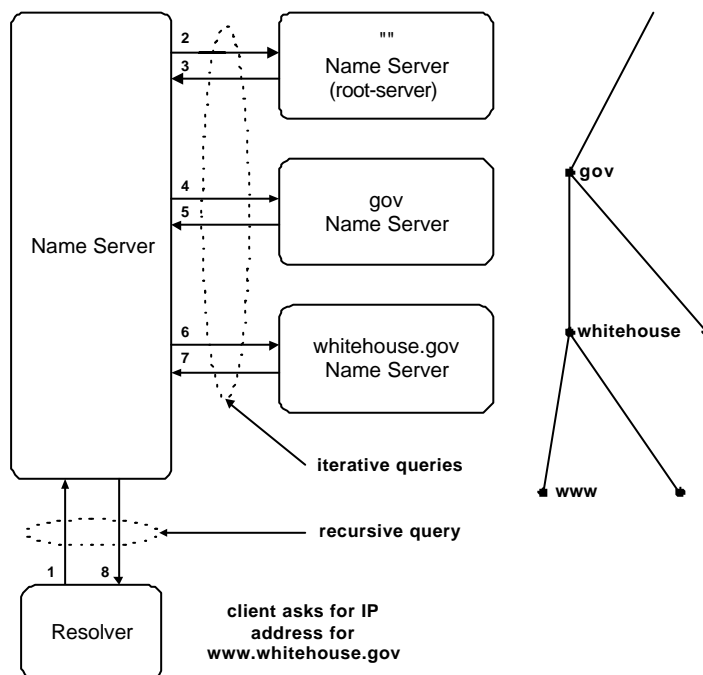 2
3
""
Name Server
(root-server)
gov
4
5
gov
Name Server
Name Server
6
7
whitehouse.gov
Name Server
whitehouse
iterative queries
www
recursive query
1
8
Resolver
client asks for IP
address for
www.whitehouse.gov